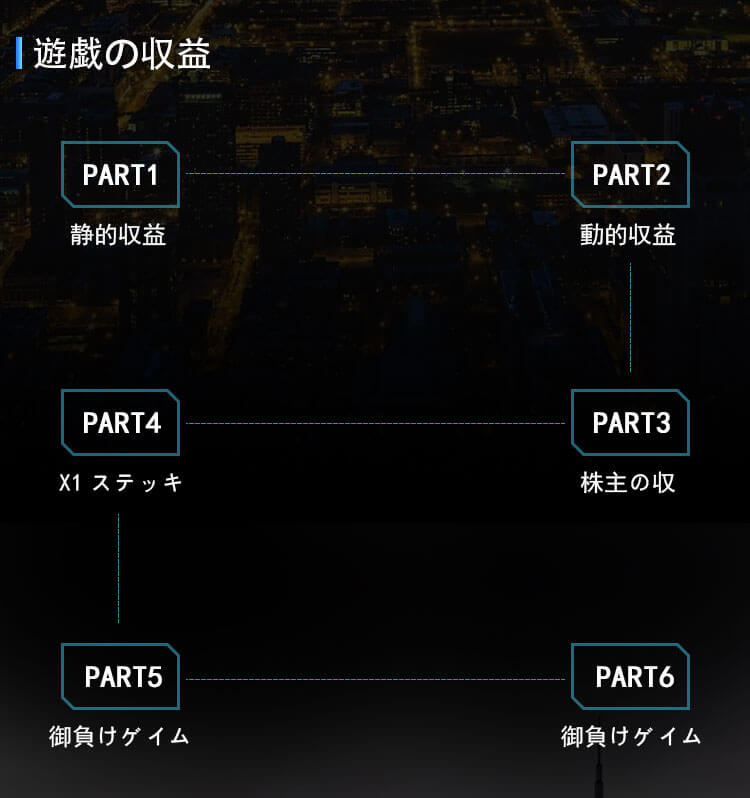 遊戯の収益
PART1
静的収益
PART2
動的収益
PART3
株主の収
PART4
X1 ステッキ
PART5
御負けゲイム
PART6
御負けゲイム